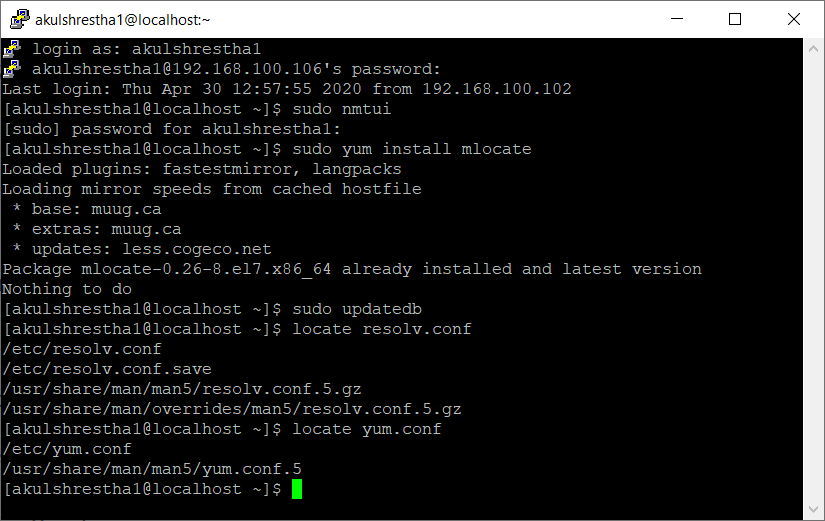 akulshrestha1@localhost:~
login as: akulshrestha1
akulshrestha1@192.168.100.106's password:
Last login: Thu Apr 30 12:57:55 2020 from 192.168.100.102
[akulshrestha1@localhost ~]$ sudo nmtui
[sudo] password for akulshrestha1:
[akulshrestha1@localhost ~]$ sudo yum install mlocate
Loaded plugins: fastestmirror, langpacks
Loading mirror speeds from cached hostfile
 * base: muug.ca
 * extras: muug.ca
 * updates: less.cogeco.net
Package mlocate-0.26-8.el7.x86_64 already installed and latest version
Nothing to do
[akulshrestha1@localhost ~]$ sudo updatedb
[akulshrestha1@localhost ~]$ locate resolv.conf
/etc/resolv.conf
/etc/resolv.conf.save
/usr/share/man/man5/resolv.conf.5.gz
/usr/share/man/overrides/man5/resolv.conf.5.gz
[akulshrestha1@localhost ~]$ locate yum.conf
/etc/yum.conf
/usr/share/man/man5/yum.conf.5
[akulshrestha1@localhost ~]$